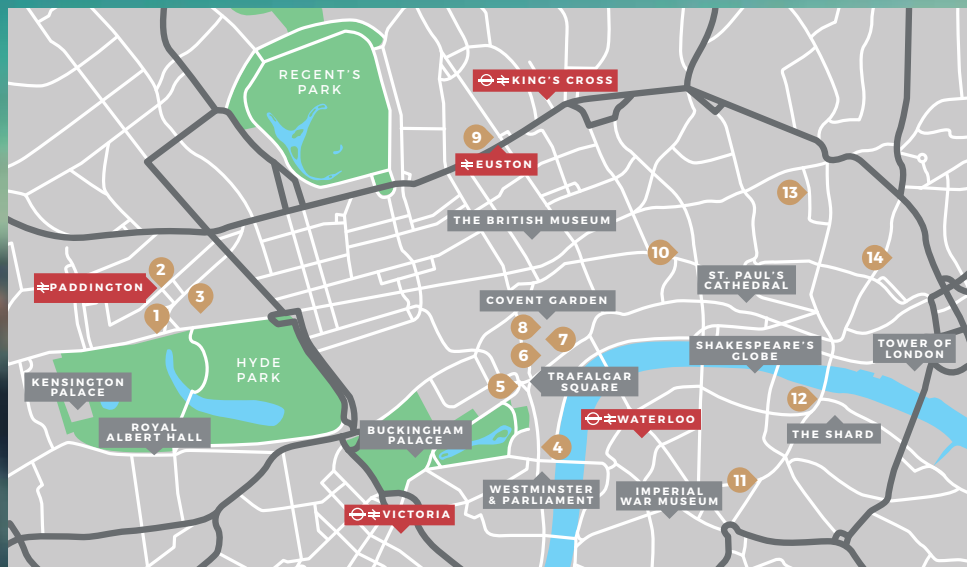 REGENT'S
PARK
KING'S CROSS
9
EUSTON
13
THE BRITISH MUSEUM
10
14
2
PADDINGTON
3
1
ST. PAUL'S
CATHEDRAL
COVENT GARDEN
8
7
6
SHAKESPEARE'S
GLOBE
TOWER OF
LONDON
HYDE
PARK
KENSINGTON
PALACE
5
TRAFALGAR
SQUARE
12
ROYAL
ALBERT HALL
BUCKINGHAM
PALACE
WATERLOO
THE SHARD
4
11
WESTMINSTER
& PARLIAMENT
IMPERIAL
WAR MUSEUM
VICTORIA